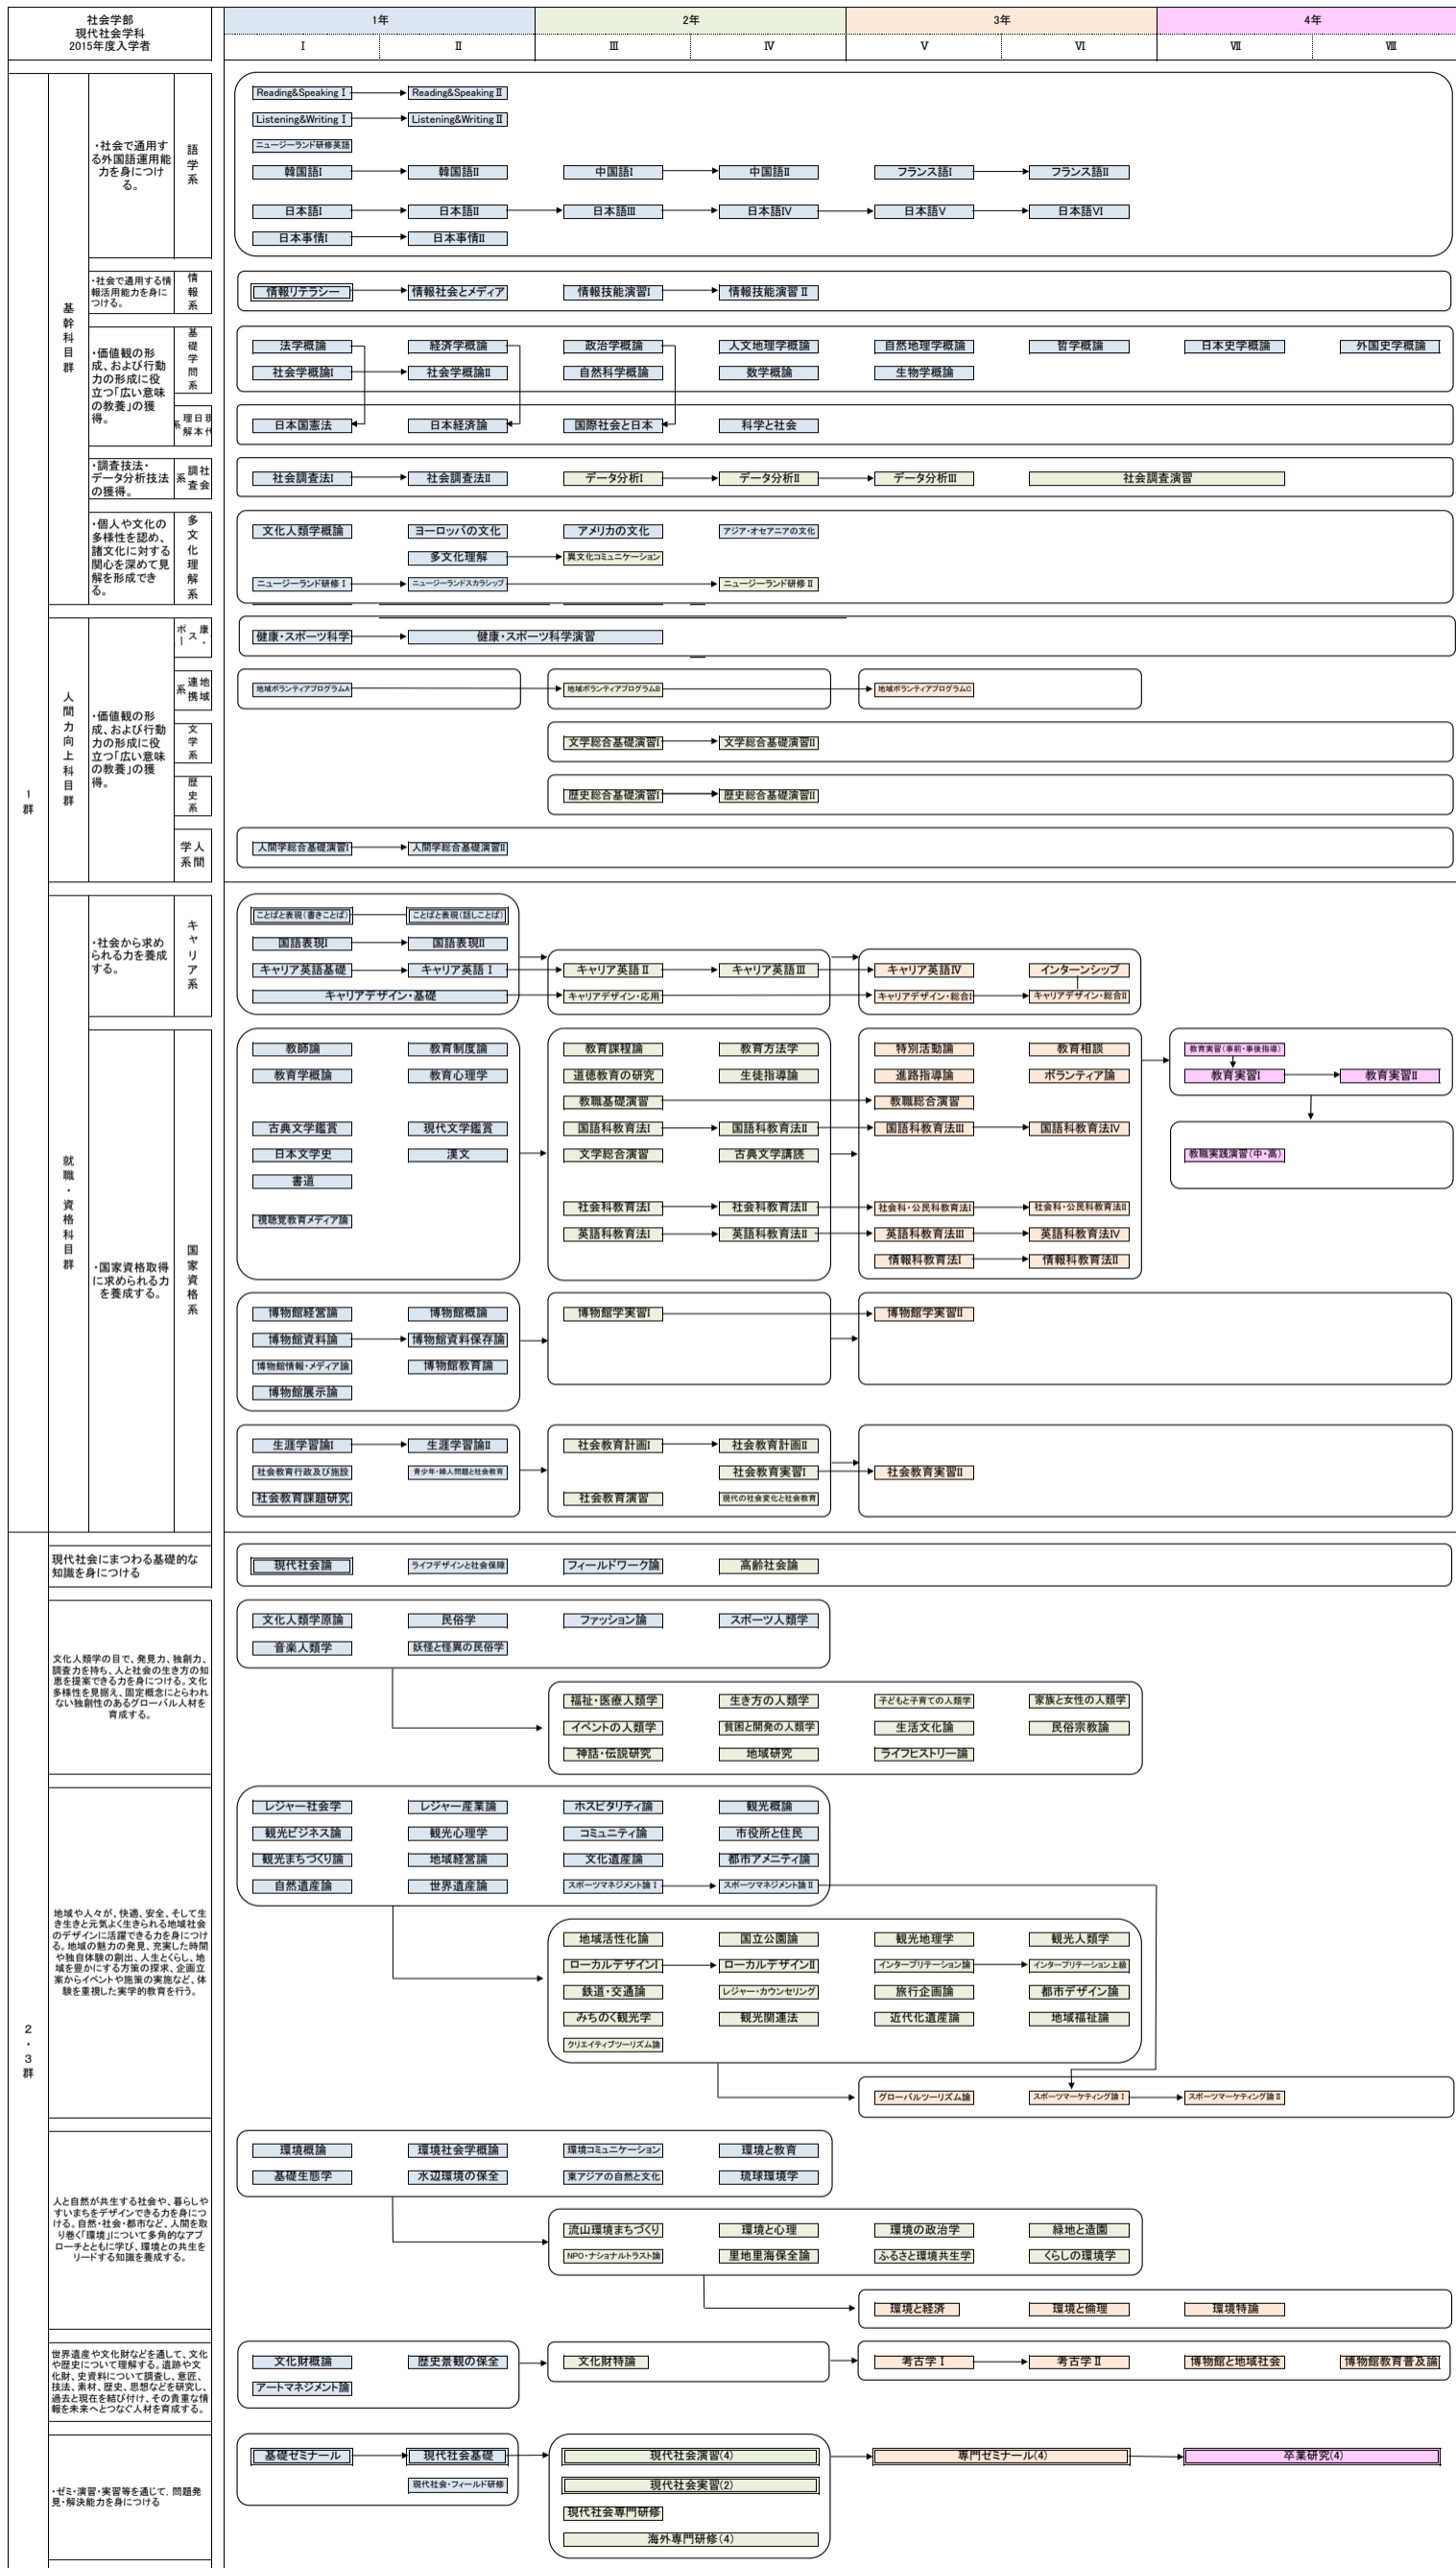 社会学部
現代社会学科
2015年度入学者
1年
2年
3年
4年
Ⅰ
Ⅱ
Ⅲ
Ⅳ
Ⅴ
Ⅵ
Ⅶ
Ⅷ
1群
基幹科目群
・社会で通用す
る外国語運用能
力を身につけ
る。
語学系
Reading&Speaking Ⅰ
Reading&Speaking Ⅱ
Listening&Writing Ⅰ
Listening&Writing Ⅱ
ニュージーランド研修英語
韓国語Ⅰ
韓国語Ⅱ
中国語Ⅰ
中国語Ⅱ
フランス語Ⅰ
フランス語Ⅱ
日本語Ⅰ
日本語Ⅱ
日本語Ⅲ
日本語Ⅳ
日本語Ⅴ
日本語Ⅵ
日本事情Ⅰ
日本事情Ⅱ
・社会で通用する情
報活用能力を身に
つける。
情報系
情報リテラシー
情報社会とメディア
情報技能演習Ⅰ
情報技能演習 Ⅱ
・価値観の形
成、および行動
力の形成に役
立つ「広い意味
の教養」の獲
得。
基礎学問系
法学概論
経済学概論
政治学概論
人文地理学概論
自然地理学概論
哲学概論
日本史学概論
外国史学概論
社会学概論Ⅰ
社会学概論Ⅱ
自然科学概論
数学概論
生物学概論
現代日本理解系
日本国憲法
日本経済論
国際社会と日本
科学と社会
・調査技法・
データ分析技法
の獲得。
社会調査系
社会調査法Ⅰ
社会調査法Ⅱ
データ分析Ⅰ
データ分析Ⅱ
データ分析Ⅲ
社会調査演習
・個人や文化の
多様性を認め、
諸文化に対する
関心を深めて見
解を形成でき
る。
多文化理解系
文化人類学概論
ヨーロッパの文化
アメリカの文化
アジア・オセアニアの文化
多文化理解
異文化コミュニケーション
ニュージーランド研修 Ⅰ
ニュージーランドスカラシップ
ニュージーランド研修 Ⅱ
人間力向上科目群
・価値観の形
成、および行動
力の形成に役
立つ「広い意味
の教養」の獲
得。
康・スポー
健康・スポーツ科学
健康・スポーツ科学演習
地域連携系
地域ボランティアプログラムA
地域ボランティアプログラムB
地域ボランティアプログラムC
文学系
文学総合基礎演習Ⅰ
文学総合基礎演習Ⅱ
歴史系
歴史総合基礎演習Ⅰ
歴史総合基礎演習Ⅱ
人間学系
人間学総合基礎演習Ⅰ
人間学総合基礎演習Ⅱ
就職・資格科目群
・社会から求め
られる力を養成
する。
キャリア系
ことばと表現(書きことば)
ことばと表現(話しことば)
国語表現Ⅰ
国語表現Ⅱ
キャリア英語基礎
キャリア英語 Ⅰ
キャリア英語 Ⅱ
キャリア英語Ⅲ
キャリア英語Ⅳ
インターンシップ
キャリアデザイン・基礎
キャリアデザイン・応用
キャリアデザイン・総合Ⅰ
キャリアデザイン・総合Ⅱ
・国家資格取得
に求められる力
を養成する。
国家資格系
教師論
教育制度論
教育課程論
教育方法学
特別活動論
教育相談
教育実習(事前・事後指導)
教育学概論
教育心理学
道徳教育の研究
生徒指導論
進路指導論
ボランティア論
教育実習Ⅰ
教育実習Ⅱ
教職基礎演習
教職総合演習
古典文学鑑賞
現代文学鑑賞
国語科教育法Ⅰ
国語科教育法Ⅱ
国語科教育法Ⅲ
国語科教育法Ⅳ
日本文学史
漢文
文学総合演習
古典文学講読
教職実践演習(中・高)
書道
社会科教育法Ⅰ
社会科教育法Ⅱ
社会科・公民科教育法Ⅰ
社会科・公民科教育法Ⅱ
視聴覚教育メディア論
英語科教育法Ⅰ
英語科教育法Ⅱ
英語科教育法Ⅲ
英語科教育法Ⅳ
情報科教育法Ⅰ
情報科教育法Ⅱ
博物館経営論
博物館概論
博物館学実習Ⅰ
博物館学実習Ⅱ
博物館資料論
博物館資料保存論
博物館情報・メディア論
博物館教育論
博物館展示論
生涯学習論Ⅰ
生涯学習論Ⅱ
社会教育計画Ⅰ
社会教育計画Ⅱ
社会教育行政及び施設
青少年・婦人問題と社会教育
社会教育実習Ⅰ
社会教育実習Ⅱ
社会教育課題研究
社会教育演習
現代の社会変化と社会教育
2・3群
現代社会にまつわる基礎的な
知識を身につける
現代社会論
ライフデザインと社会保障
フィールドワーク論
高齢社会論
文化人類学の目で、発見力、独創力、
調査力を持ち、人と社会の生き方の知
恵を提案できる力を身につける。文化
多様性を見据え、固定概念にとらわれ
ない独創性のあるグローバル人材を
育成する。
文化人類学原論
民俗学
ファッション論
スポーツ人類学
音楽人類学
妖怪と怪異の民俗学
福祉・医療人類学
生き方の人類学
子どもと子育ての人類学
家族と女性の人類学
イベントの人類学
貧困と開発の人類学
生活文化論
民俗宗教論
神話・伝説研究
地域研究
ライフヒストリー論
地域や人々が、快適、安全、そして生
き生きと元気よく生きられる地域社会
のデザインに活躍できる力を身につけ
る。地域の魅力の発見、充実した時間
や独自体験の創出、人生とくらし、地
域を豊かにする方策の探求、企画立
案からイベントや施策の実施など、体
験を重視した実学的教育を行う。
レジャー社会学
レジャー産業論
ホスピタリティ論
観光概論
観光ビジネス論
観光心理学
コミュニティ論
市役所と住民
観光まちづくり論
地域経営論
文化遺産論
都市アメニティ論
自然遺産論
世界遺産論
スポーツマネジメント論 Ⅰ
スポーツマネジメント論 Ⅱ
地域活性化論
国立公園論
観光地理学
観光人類学
ローカルデザインⅠ
ローカルデザインⅡ
インタープリテーション論
インタープリテーション上級
鉄道・交通論
レジャー・カウンセリング
旅行企画論
都市デザイン論
みちのく観光学
観光関連法
近代化遺産論
地域福祉論
クリエイティブツーリズム論
グローバルツーリズム論
スポーツマーケティング論 Ⅰ
スポーツマーケティング論 Ⅱ
人と自然が共生する社会や、暮らしや
すいまちをデザインできる力を身につ
ける。自然・社会・都市など、人間を取
り巻く「環境」について多角的なアプ
ローチとともに学び、環境との共生を
リードする知識を養成する。
環境概論
環境社会学概論
環境コミュニケーション
環境と教育
基礎生態学
水辺環境の保全
東アジアの自然と文化
琉球環境学
流山環境まちづくり
環境と心理
環境の政治学
緑地と造園
NPO・ナショナルトラスト論
里地里海保全論
ふるさと環境共生学
くらしの環境学
環境と経済
環境と倫理
環境特論
世界遺産や文化財などを通して、文化
や歴史について理解する。遺跡や文
化財、史資料について調査し、意匠、
技法、素材、歴史、思想などを研究し、
過去と現在を結び付け、その貴重な情
報を未来へとつなぐ人材を育成する。
文化財概論
歴史景観の保全
文化財特論
考古学 Ⅰ
考古学 Ⅱ
博物館と地域社会
博物館教育普及論
アートマネジメント論
・ゼミ・演習・実習等を通じて、問題発
見・解決能力を身につける
基礎ゼミナール
現代社会基礎
現代社会演習(4)
専門ゼミナール(4)
卒業研究(4)
現代社会・フィールド研修
現代社会実習(2)
現代社会専門研修
海外専門研修(4)